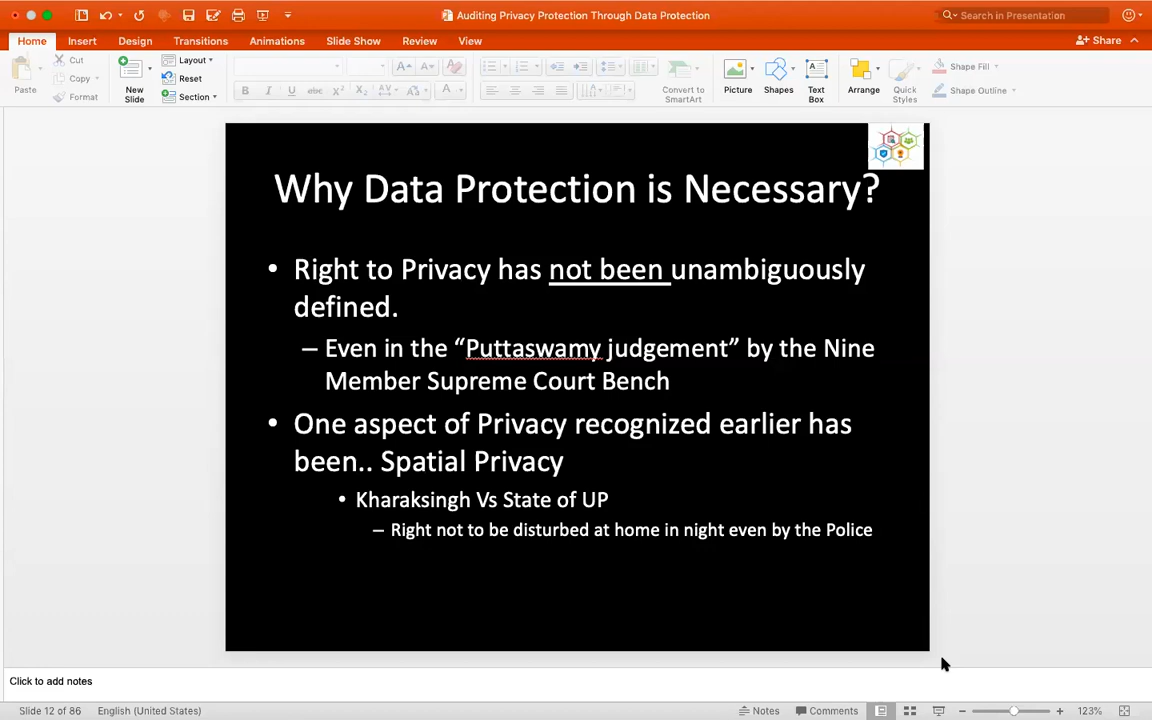 Auditing Privacy Protection Through Data Protection
Search in Presentation
Home Insert Design Transitions Animations Slide Show Review View
Share
Paste
Cut
Copy
Format
New
Slide
Layout
Reset
Section
B I U abc X² X₂ AV Aa A
Convert to
SmartArt
Picture
Shapes
Text
Box
Arrange
Quick
Styles
Shape Fill
Shape Outline
Why Data Protection is Necessary?
• Right to Privacy has not been unambiguously
defined.
– Even in the “Puttaswamy judgement” by the Nine
Member Supreme Court Bench
• One aspect of Privacy recognized earlier has
been.. Spatial Privacy
• Kharaksingh Vs State of UP
– Right not to be disturbed at home in night even by the Police
Click to add notes
Slide 12 of 86 English (United States)
Notes Comments 123%